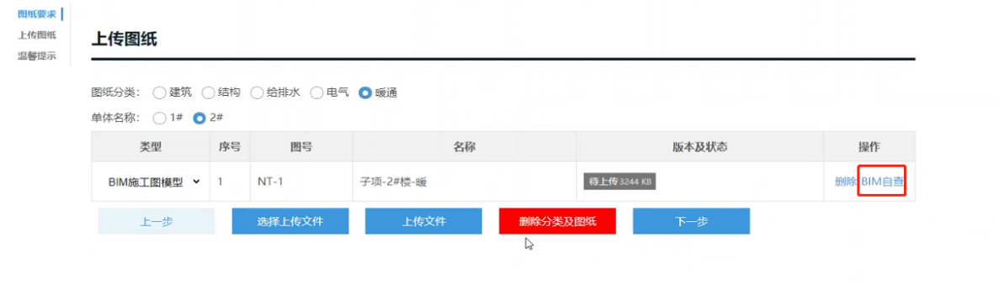 图纸要求
上传图纸
温馨提示
上传图纸
图纸分类： 建筑 结构 给排水 电气 暖通
单体名称： 1# 2#
类型 序号 图号 名称 版本及状态 操作
BIM施工图模型 1 NT-1 子项-2#楼-暖 待上传 3244 KB 删除 BIM自查
上一步 选择上传文件 上传文件 删除分类及图纸 下一步